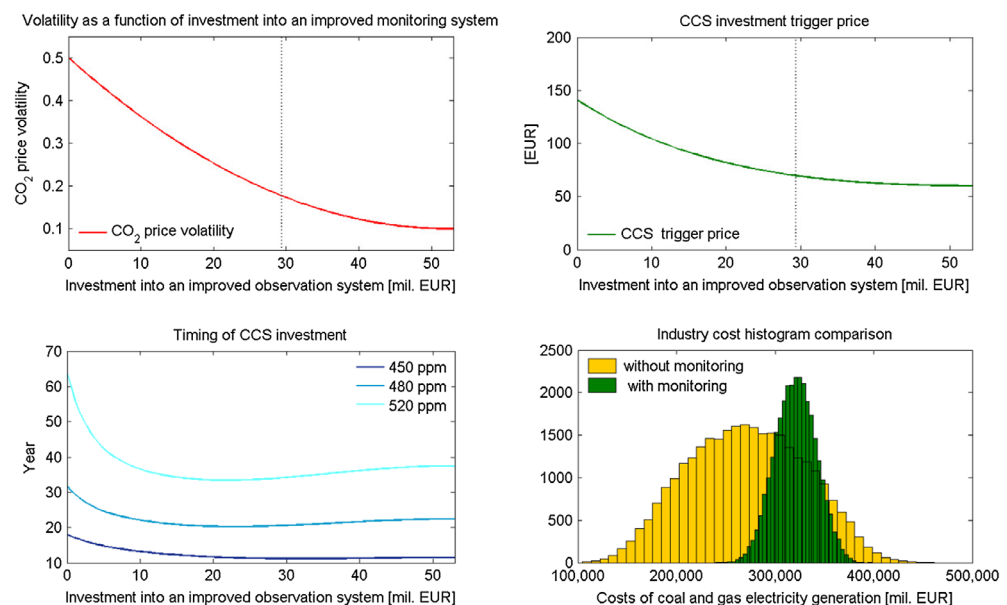 Volatility as a function of investment into an improved monitoring system
0.5
0.4
0.3
0.2
0.1
CO2 price volatility
CO2 price volatility
0 10 20 30 40 50
Investment into an improved observation system [mil. EUR]
CCS investment trigger price
200
150
100
50
0
[EUR]
CCS trigger price
0 10 20 30 40 50
Investment into an improved observation system [mil. EUR]
Timing of CCS investment
70
60
50
40
30
20
10
Year
450 ppm
480 ppm
520 ppm
0 10 20 30 40 50
Investment into an improved observation system [mil. EUR]
Industry cost histogram comparison
2500
2000
1500
1000
500
0
without monitoring
with monitoring
100,000 200,000 300,000 400,000 500,000
Costs of coal and gas electricity generation [mil. EUR]